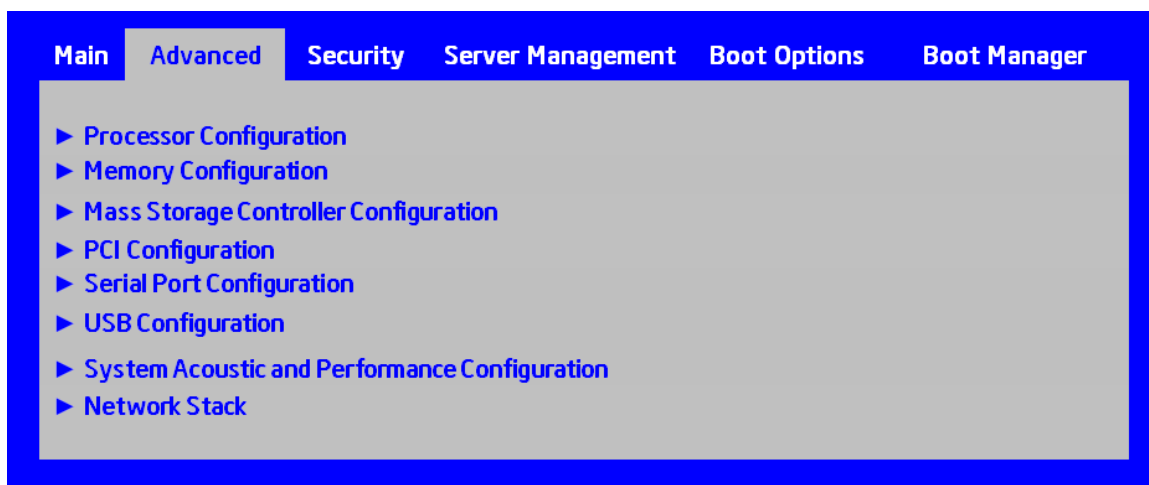 Main Advanced Security Server Management Boot Options Boot Manager
► Processor Configuration
► Memory Configuration
► Mass Storage Controller Configuration
► PCI Configuration
► Serial Port Configuration
► USB Configuration
► System Acoustic and Performance Configuration
► Network Stack